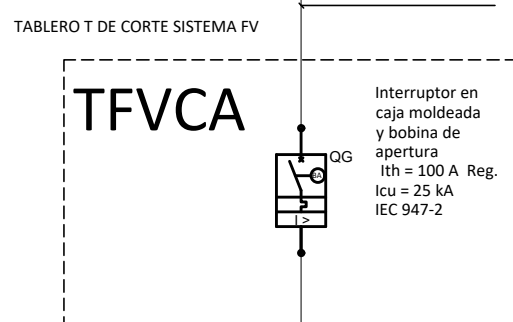 TABLERO T DE CORTE SISTEMA FV
TFVCA
QG
BA
I >
Interruptor en
caja moldeada
y bobina de
apertura
Ith = 100 A Reg.
Icu = 25 kA
IEC 947-2